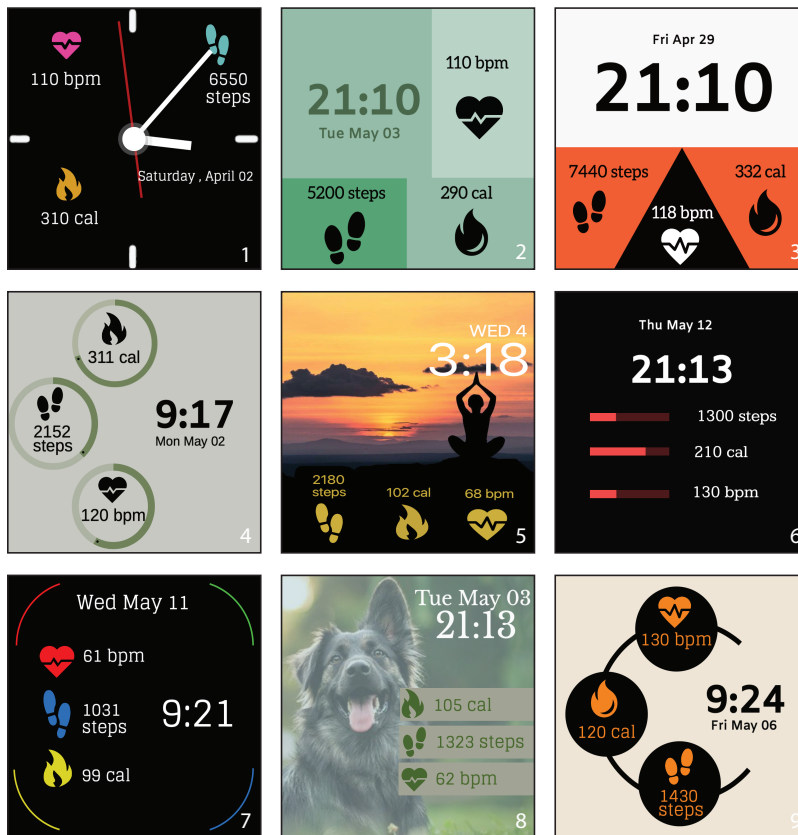 110 bpm
6550
steps
Saturday , April 02
310 cal
1
110 bpm
21:10
Tue May 03
5200 steps
290 cal
2
Fri Apr 29
21:10
7440 steps
332 cal
118 bpm
3
311 cal
2152
steps
9:17
Mon May 02
120 bpm
4
WED 4
3:18
2180
steps
102 cal
68 bpm
5
Thu May 12
21:13
1300 steps
210 cal
130 bpm
6
Wed May 11
61 bpm
1031
steps
9:21
99 cal
7
Tue May 03
21:13
105 cal
1323 steps
62 bpm
8
130 bpm
9:24
Fri May 06
120 cal
1430
steps
9